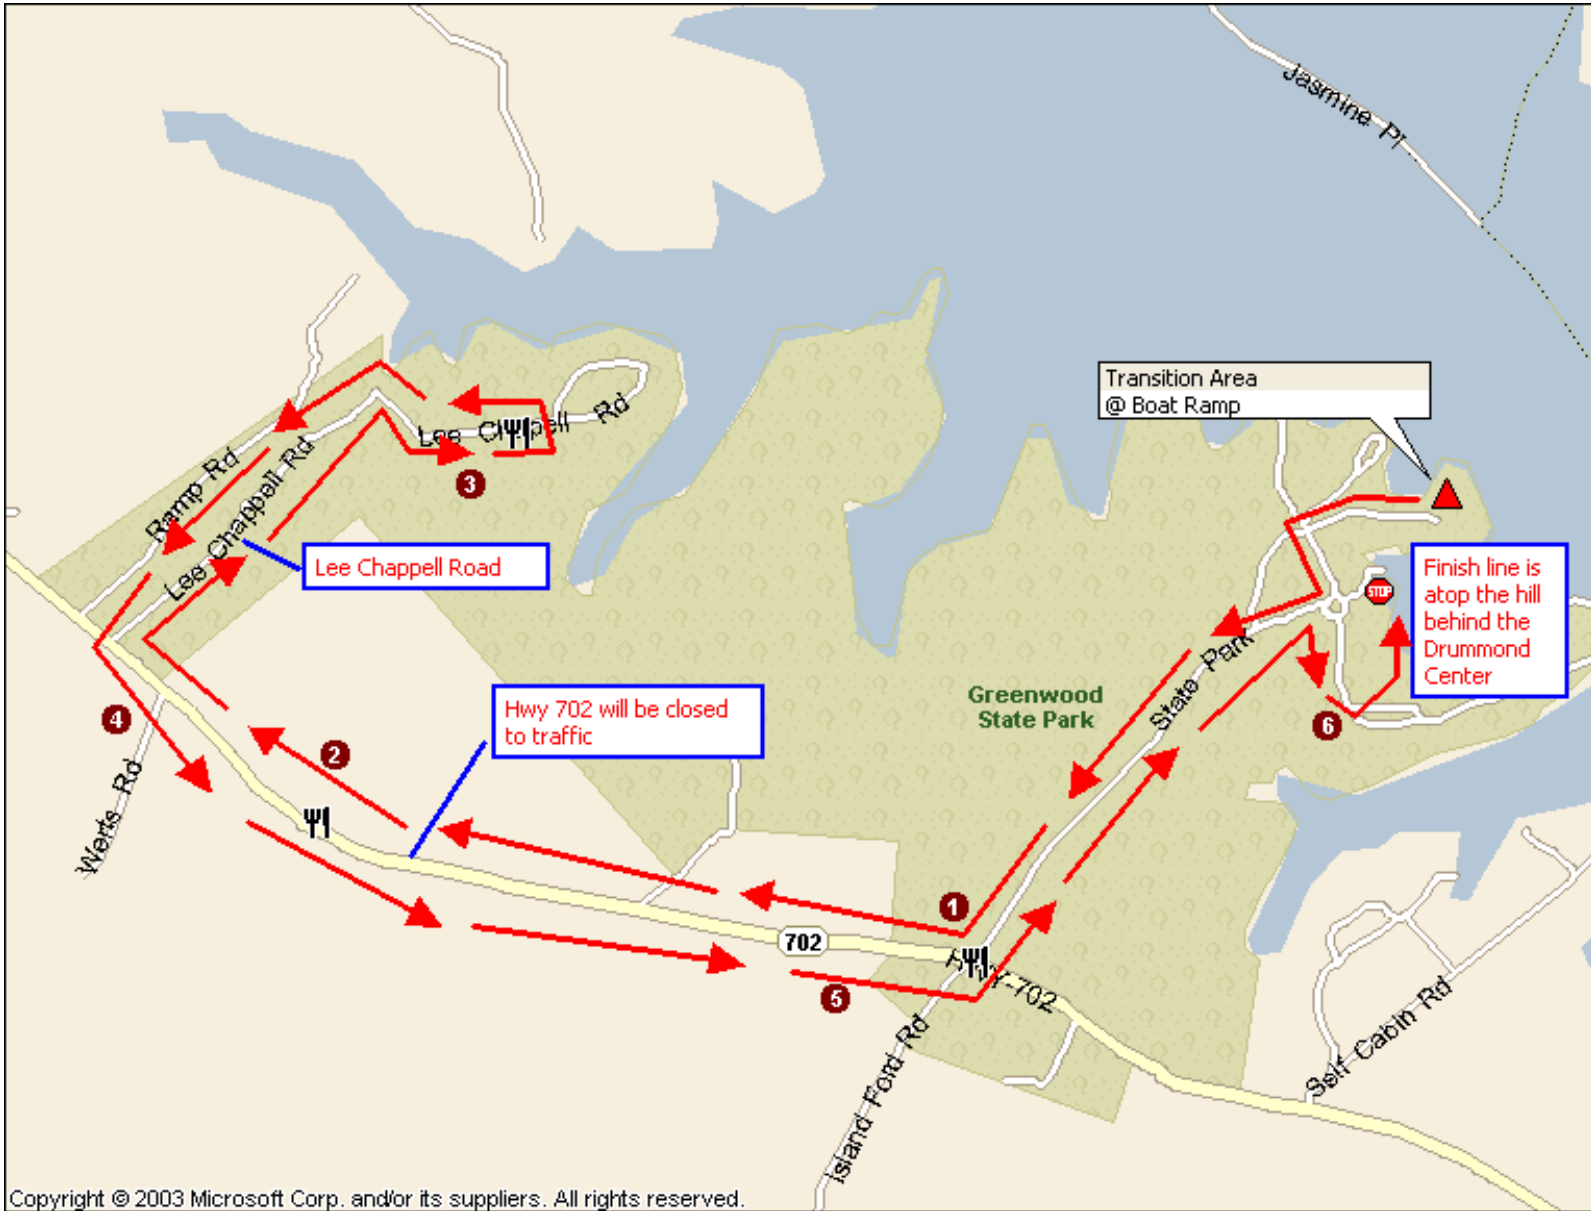 Jasmine Pl
Transition Area
@ Boat Ramp
Lee Chappell Rd
Ramp Rd
Lee Chappell Rd
3
Lee Chappell Road
STOP
Finish line is
atop the hill
behind the
Drummond
Center
State Park
Greenwood
State Park
Hwy 702 will be closed
to traffic
4
2
6
Werts Rd
1
702
Hwy-702
5
Island Ford Rd
Self Cabin Rd
Copyright © 2003 Microsoft Corp. and/or its suppliers. All rights reserved.